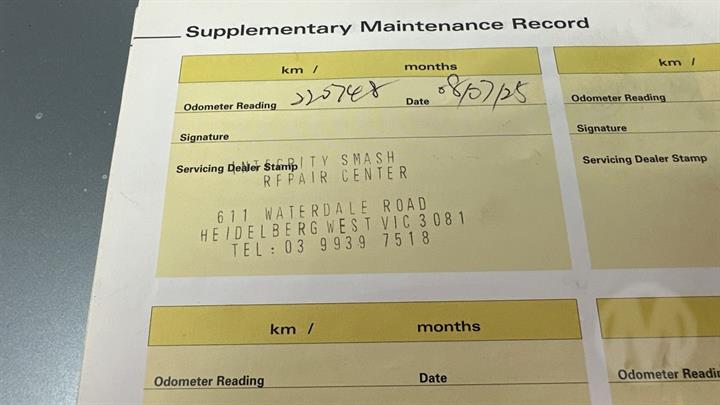 Supplementary Maintenance Record
km / months
km /
Odometer Reading 220748 Date 08/07/25
Odometer Reading
Signature
Signature
Servicing Dealer Stamp
Servicing Dealer Stamp
INTEGRITY SMASH
REPAIR CENTER
611 WATERDALE ROAD
HEIDELBERG WEST VIC 3081
TEL: 03 9939 7518
km / months
Odometer Reading Date
Odometer Readin